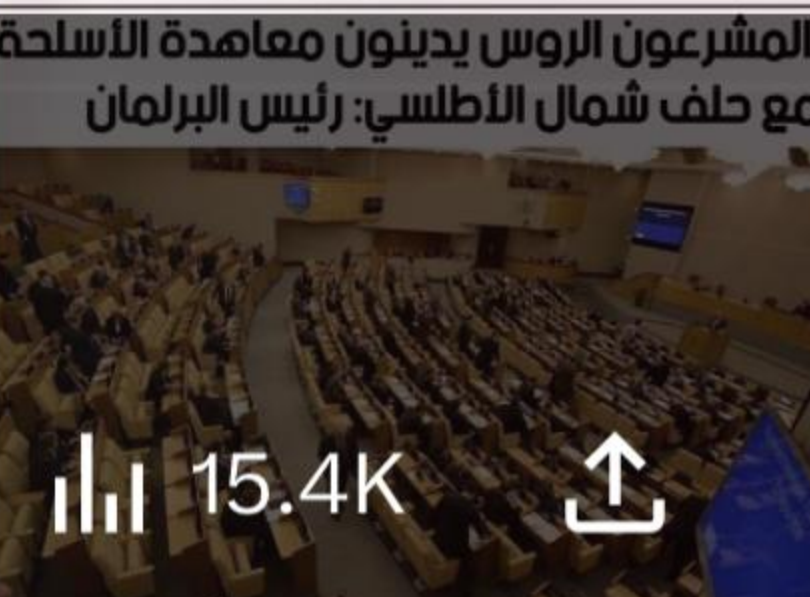 المشرعون الروس يدينون معاهدة الأسلحة
مع حلف شمال الأطلسي: رئيس البرلمان
15.4K